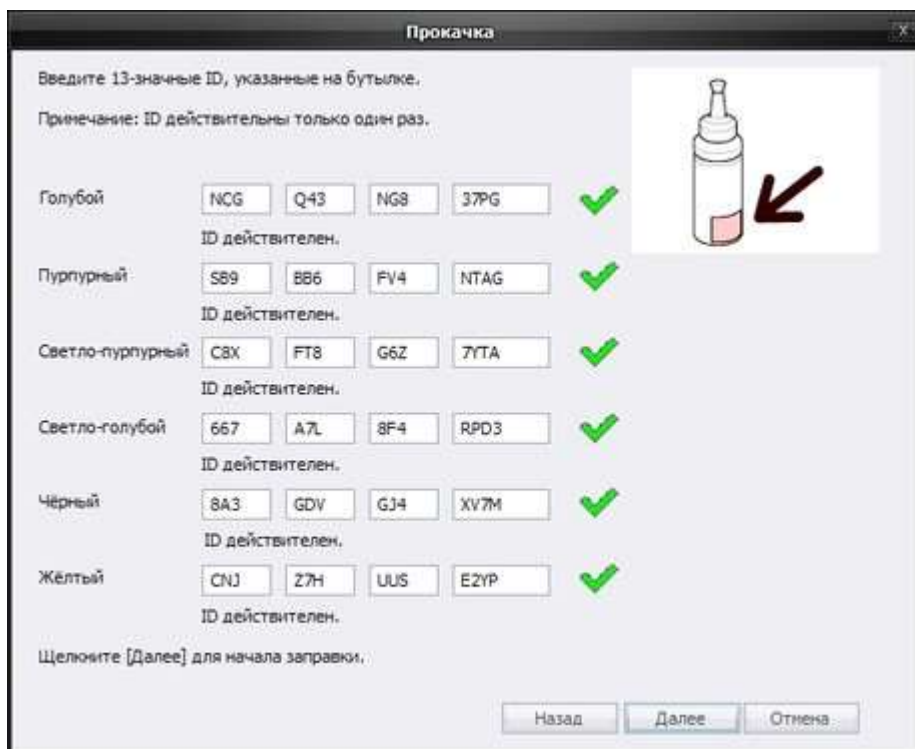 Прокачка
X
Введите 13-значные ID, указанные на бутылке.
Примечание: ID действительны только один раз.
Голубой NCG Q43 NG8 37PG
ID действителен.
Пурпурный SB9 BB6 FV4 NTAG
ID действителен.
Светло-пурпурный C8X FT8 G6Z 7YTA
ID действителен.
Светло-голубой 667 A7L 8F4 RPD3
ID действителен.
Чёрный 8A3 GDV GJ4 XV7M
ID действителен.
Жёлтый CNJ Z7H UUS E2YP
ID действителен.
Щелкните [Далее] для начала заправки.
Назад Далее Отмена